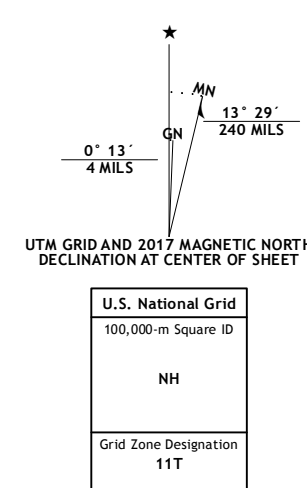 ★
MN
GN
13° 29´
240 MILS
0° 13´
4 MILS
UTM GRID AND 2017 MAGNETIC NORTH
DECLINATION AT CENTER OF SHEET
U.S. National Grid
100,000-m Square ID
NH
Grid Zone Designation
11T